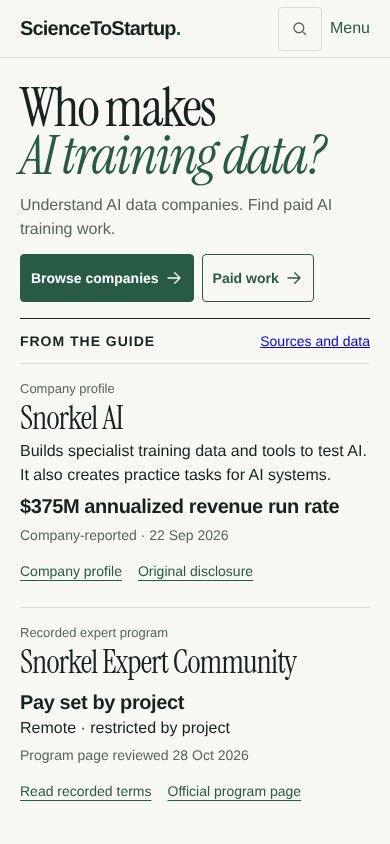 ScienceToStartup.
Menu
Who makes
AI training data?
Understand AI data companies. Find paid AI
training work.
Browse companies →
Paid work →
FROM THE GUIDE
Sources and data
Company profile
Snorkel AI
Builds specialist training data and tools to test AI.
It also creates practice tasks for AI systems.
$375M annualized revenue run rate
Company-reported · 22 Sep 2026
Company profile
Original disclosure
Recorded expert program
Snorkel Expert Community
Pay set by project
Remote · restricted by project
Program page reviewed 28 Oct 2026
Read recorded terms
Official program page